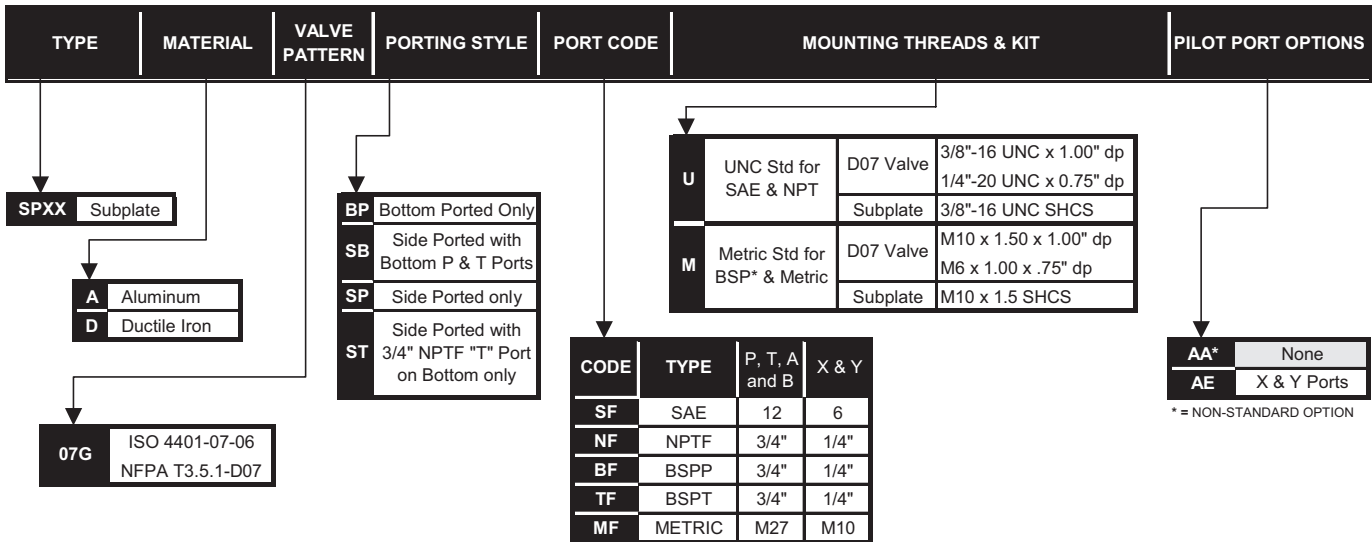 TYPE
MATERIAL
VALVE
PATTERN
PORTING STYLE
PORT CODE
MOUNTING THREADS & KIT
PILOT PORT OPTIONS
SPXX Subplate
A Aluminum
D Ductile Iron
07G
ISO 4401-07-06
NFPA T3.5.1-D07
BP Bottom Ported Only
SB
Side Ported with
Bottom P & T Ports
SP Side Ported only
ST
Side Ported with
3/4" NPTF "T" Port
on Bottom only
CODE TYPE P, T, A
and B
X & Y
SF SAE 12 6
NF NPTF 3/4" 1/4"
BF BSPP 3/4" 1/4"
TF BSPT 3/4" 1/4"
MF METRIC M27 M10
U
UNC Std for
SAE & NPT
D07 Valve
3/8"-16 UNC x 1.00" dp
1/4"-20 UNC x 0.75" dp
Subplate 3/8"-16 UNC SHCS
M
Metric Std for
BSP* & Metric
D07 Valve
M10 x 1.50 x 1.00" dp
M6 x 1.00 x .75" dp
Subplate M10 x 1.5 SHCS
AA* None
AE X & Y Ports
* = NON-STANDARD OPTION